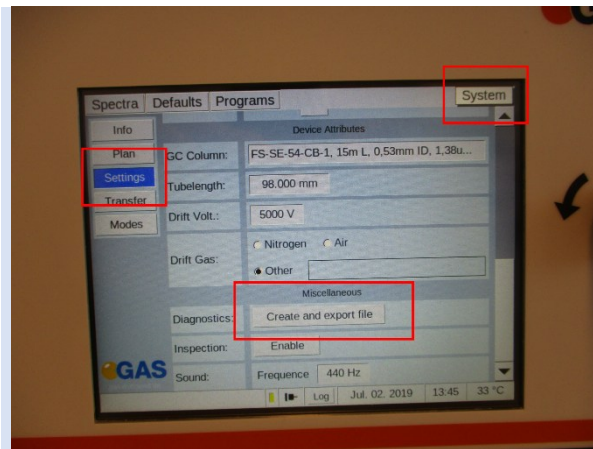 Spectra Defaults Programs System
Info
Plan
Settings
Transfer
Modes
Device Attributes
GC Column: FS-SE-54-CB-1, 15m L, 0,53mm ID, 1,38u...
Tubelength: 98.000 mm
Drift Volt.: 5000 V
Drift Gas: Nitrogen Air
Other
Miscellaneous
Diagnostics: Create and export file
Inspection: Enable
Sound: Frequence 440 Hz
GAS
Log Jul. 02. 2019 13:45 33 °C